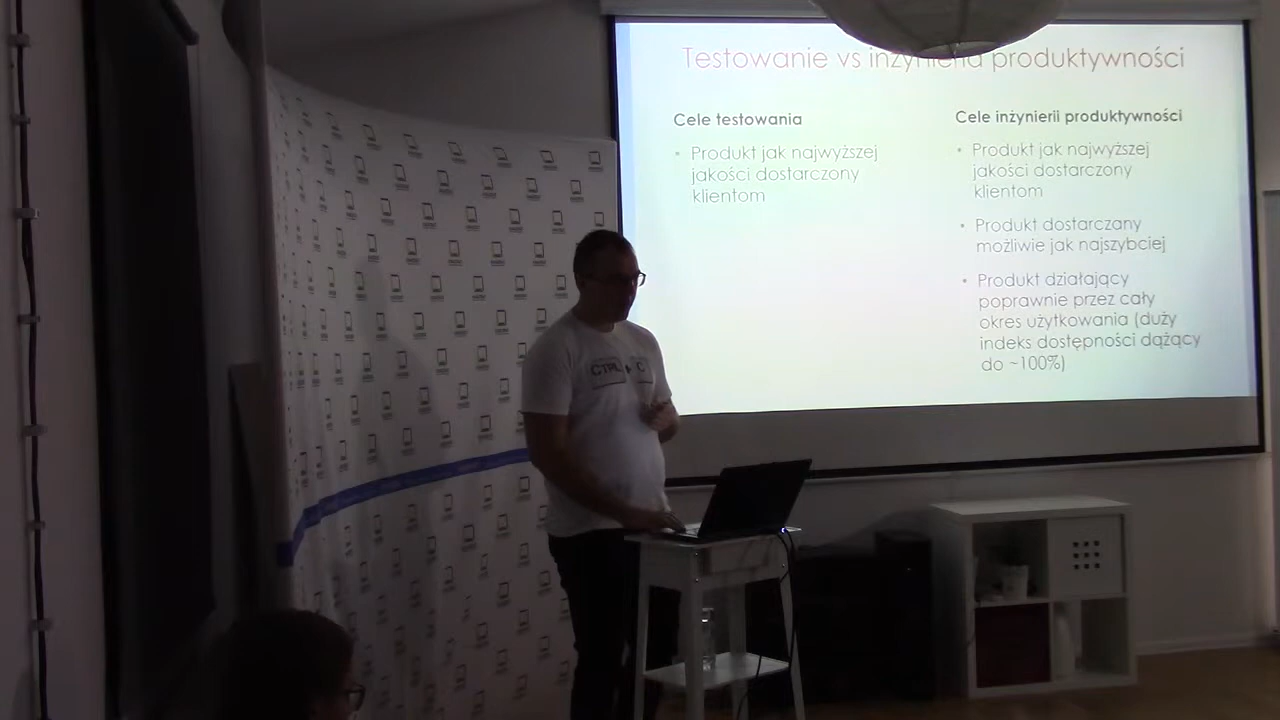 Testowanie vs inżynieria produktywności
Cele testowania
• Produkt jak najwyższej
jakości dostarczony
klientom
Cele inżynierii produktywności
• Produkt jak najwyższej
jakości dostarczony
klientom
• Produkt dostarczany
możliwie jak najszybciej
• Produkt działający
poprawnie przez cały
okres użytkowania (duży
indeks dostępności dążący
do ~100%)
CTRL C